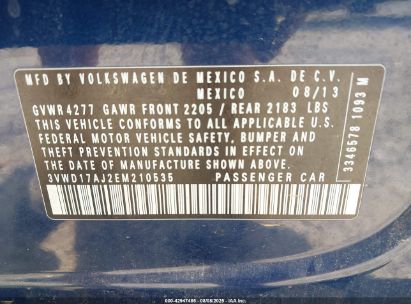 MFD BY VOLKSWAGEN DE MEXICO S.A. DE C.V.
MEXICO 08/13
GVWR4277 GAWR FRONT 2205 / REAR 2183 LBS
THIS VEHICLE CONFORMS TO ALL APPLICABLE U.S.
FEDERAL MOTOR VEHICLE SAFETY, BUMPER AND
THEFT PREVENTION STANDARDS IN EFFECT ON THE
DATE OF MANUFACTURE SHOWN ABOVE.
3VWD17AJ2EM210535 PASSENGER CAR
3346578 1093 M